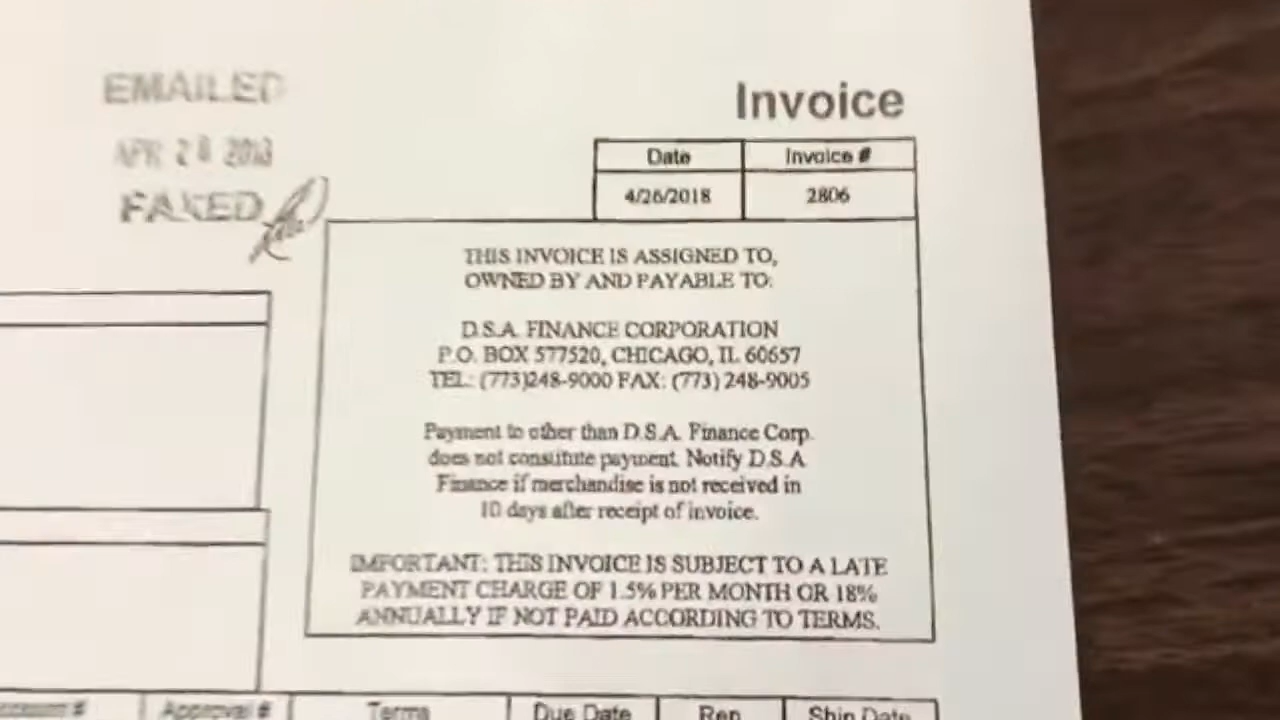 EMAILED
Invoice
APR 2 2018
Date Invoice #
4/26/2018 2806
FAXED
THIS INVOICE IS ASSIGNED TO,
OWNED BY AND PAYABLE TO:
D.S.A. FINANCE CORPORATION
P.O. BOX 577520, CHICAGO, IL 60657
TEL: (773)248-9000 FAX: (773) 248-9005
Payment to other than D.S.A. Finance Corp.
does not constitute payment. Notify D.S.A
Finance if merchandise is not received in
10 days after receipt of invoice.
IMPORTANT: THIS INVOICE IS SUBJECT TO A LATE
PAYMENT CHARGE OF 1.5% PER MONTH OR 18%
ANNUALLY IF NOT PAID ACCORDING TO TERMS.
Approval # Terms Due Date Rep Ship Date